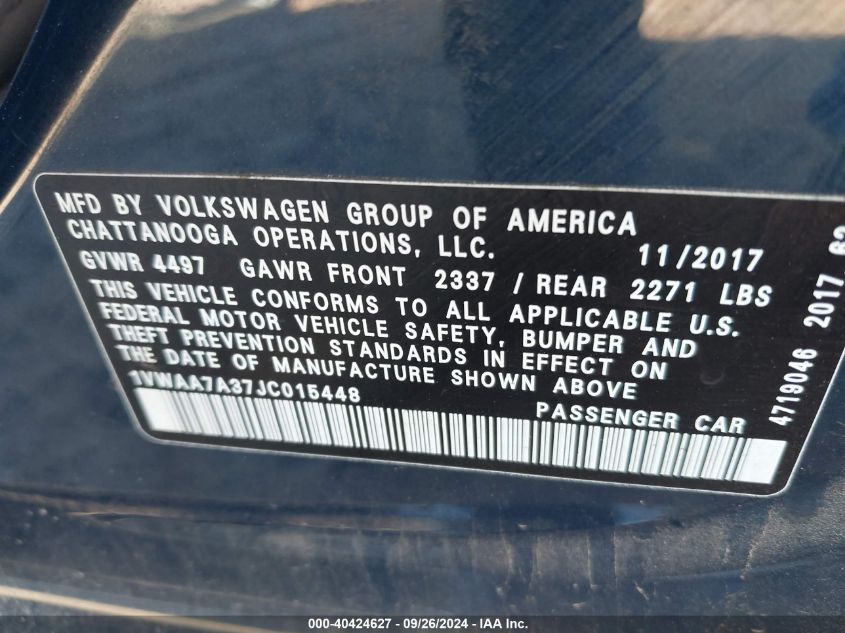 MFD BY VOLKSWAGEN GROUP OF AMERICA
CHATTANOOGA OPERATIONS, LLC. 11/2017
GVWR 4497 GAWR FRONT 2337 / REAR 2271 LBS
THIS VEHICLE CONFORMS TO ALL APPLICABLE U.S.
FEDERAL MOTOR VEHICLE SAFETY, BUMPER AND
THEFT PREVENTION STANDARDS IN EFFECT ON
THE DATE OF MANUFACTURE SHOWN ABOVE
1VWAA7A37JC015448
PASSENGER CAR
4719046 2017
000-40424627 - 09/26/2024 - IAA Inc.